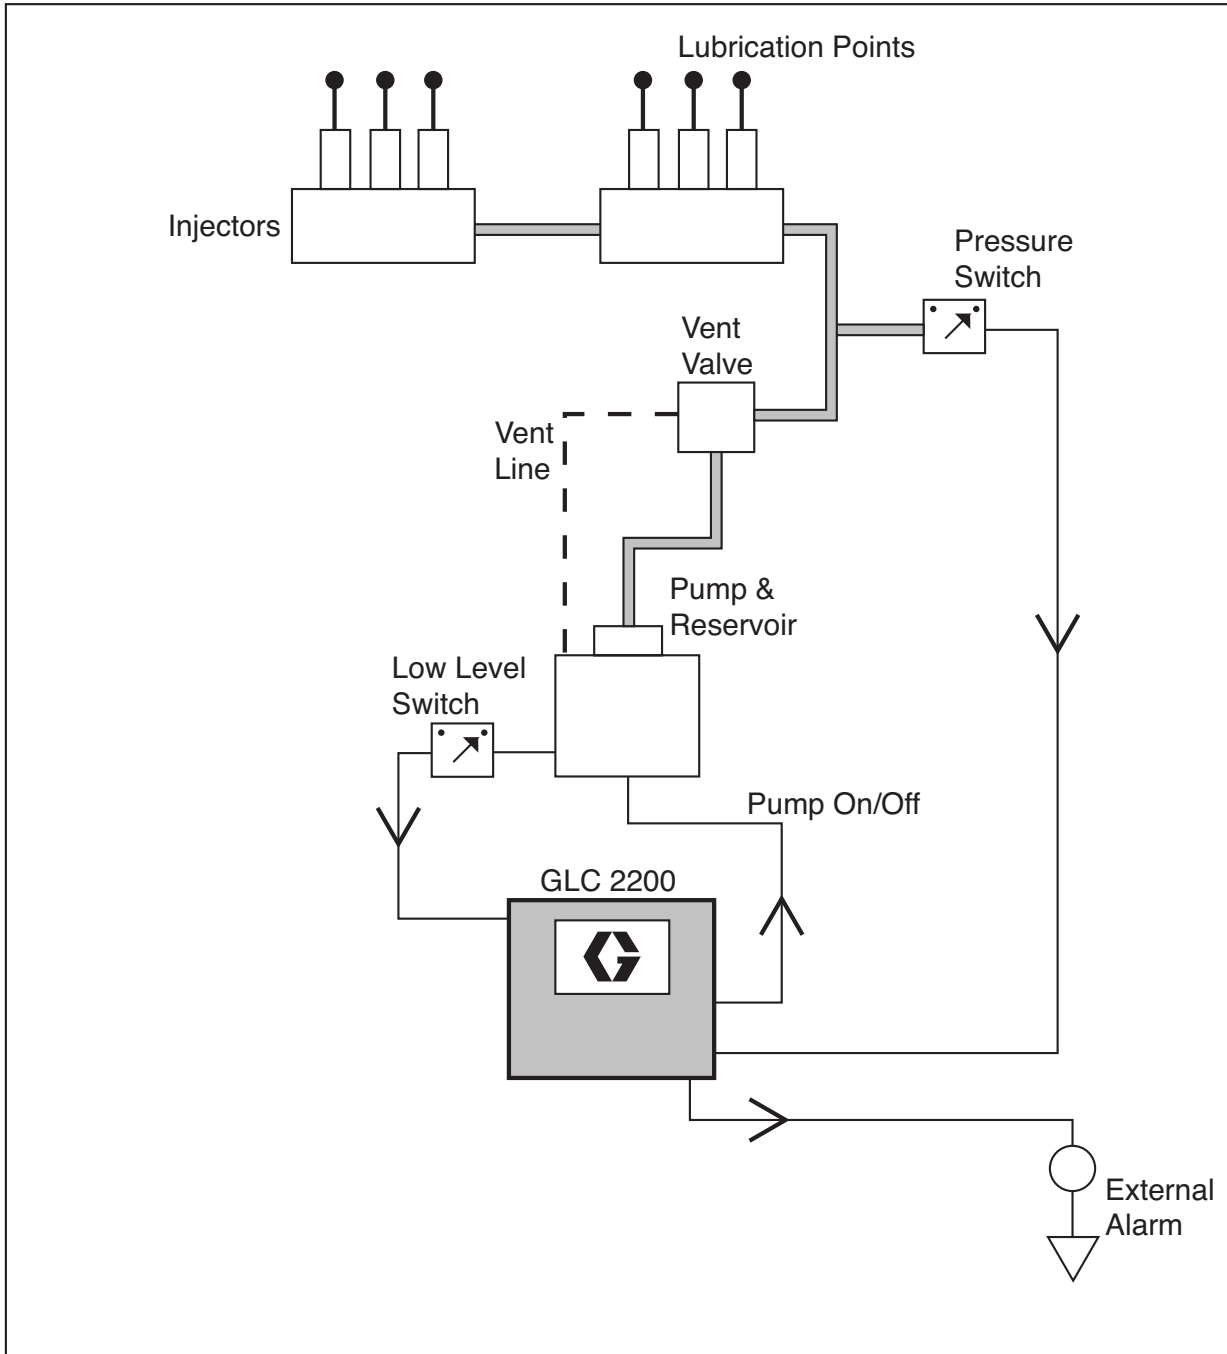 Lubrication Points
Injectors
Pressure
Switch
Vent
Valve
Vent
Line
Pump &
Reservoir
Low Level
Switch
Pump On/Off
GLC 2200
External
Alarm